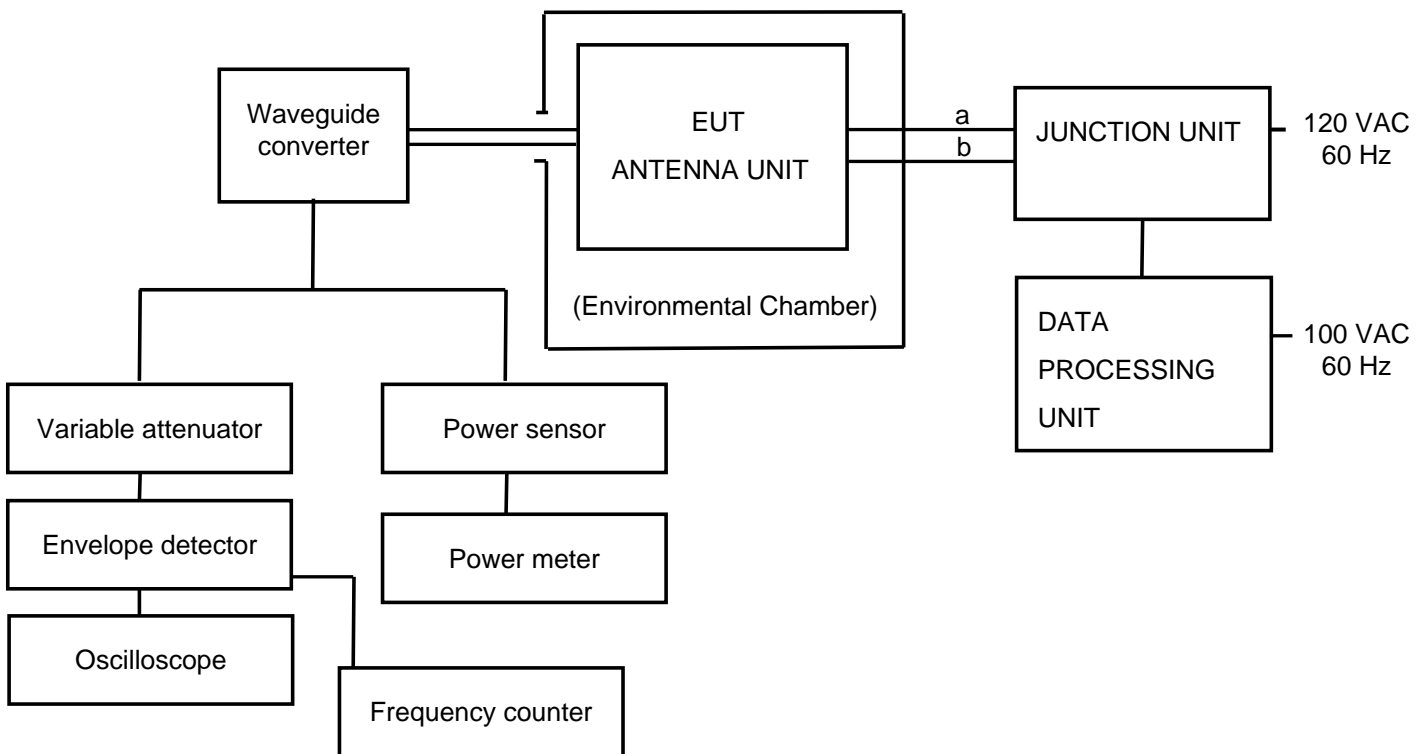 Waveguide
converter
EUT
ANTENNA UNIT
a
b
JUNCTION UNIT
120 VAC
60 Hz
(Environmental Chamber)
DATA
PROCESSING
UNIT
100 VAC
60 Hz
Variable attenuator
Power sensor
Envelope detector
Power meter
Oscilloscope
Frequency counter